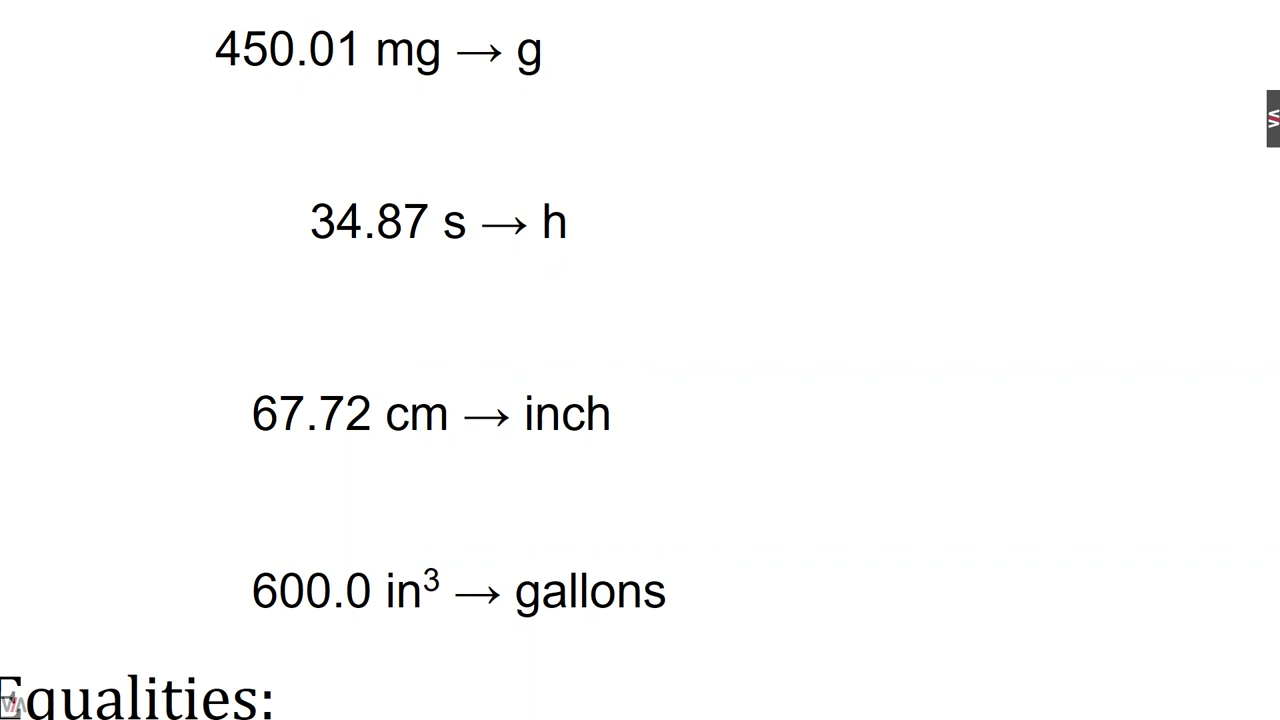 450.01 mg → g
34.87 s → h
67.72 cm → inch
600.0 in³ → gallons
Equalities: